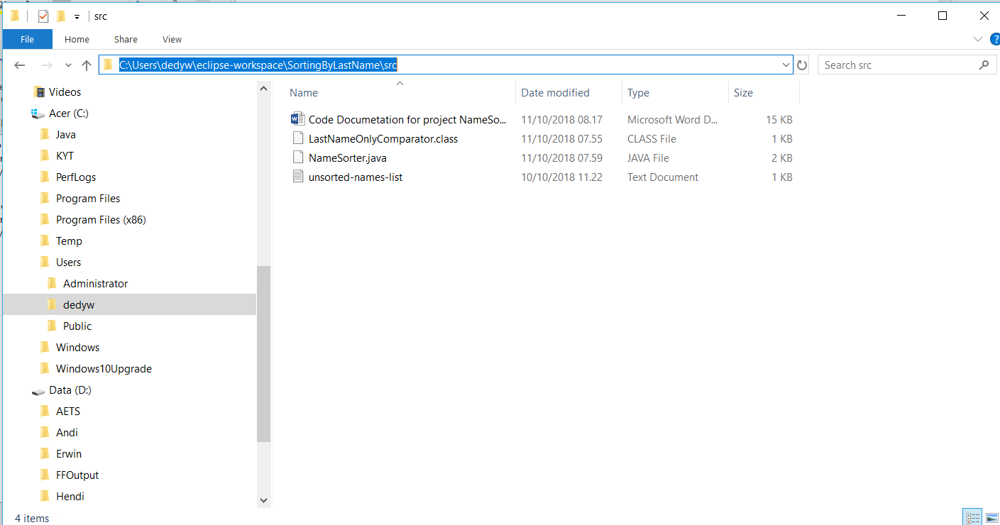 src
File Home Share View
C:\Users\dedyw\eclipse-workspace\SortingByLastName\src
Search src
Videos
Acer (C:)
Java
KYT
PerfLogs
Program Files
Program Files (x86)
Temp
Users
Administrator
dedyw
Public
Windows
Windows10Upgrade
Data (D:)
AETS
Andi
Erwin
FFOutput
Hendi
Name Date modified Type Size
Code Documetation for project NameSo... 11/10/2018 08.17 Microsoft Word D... 15 KB
LastNameOnlyComparator.class 11/10/2018 07.55 CLASS File 1 KB
NameSorter.java 11/10/2018 07.59 JAVA File 2 KB
unsorted-names-list 10/10/2018 11.22 Text Document 1 KB
4 items